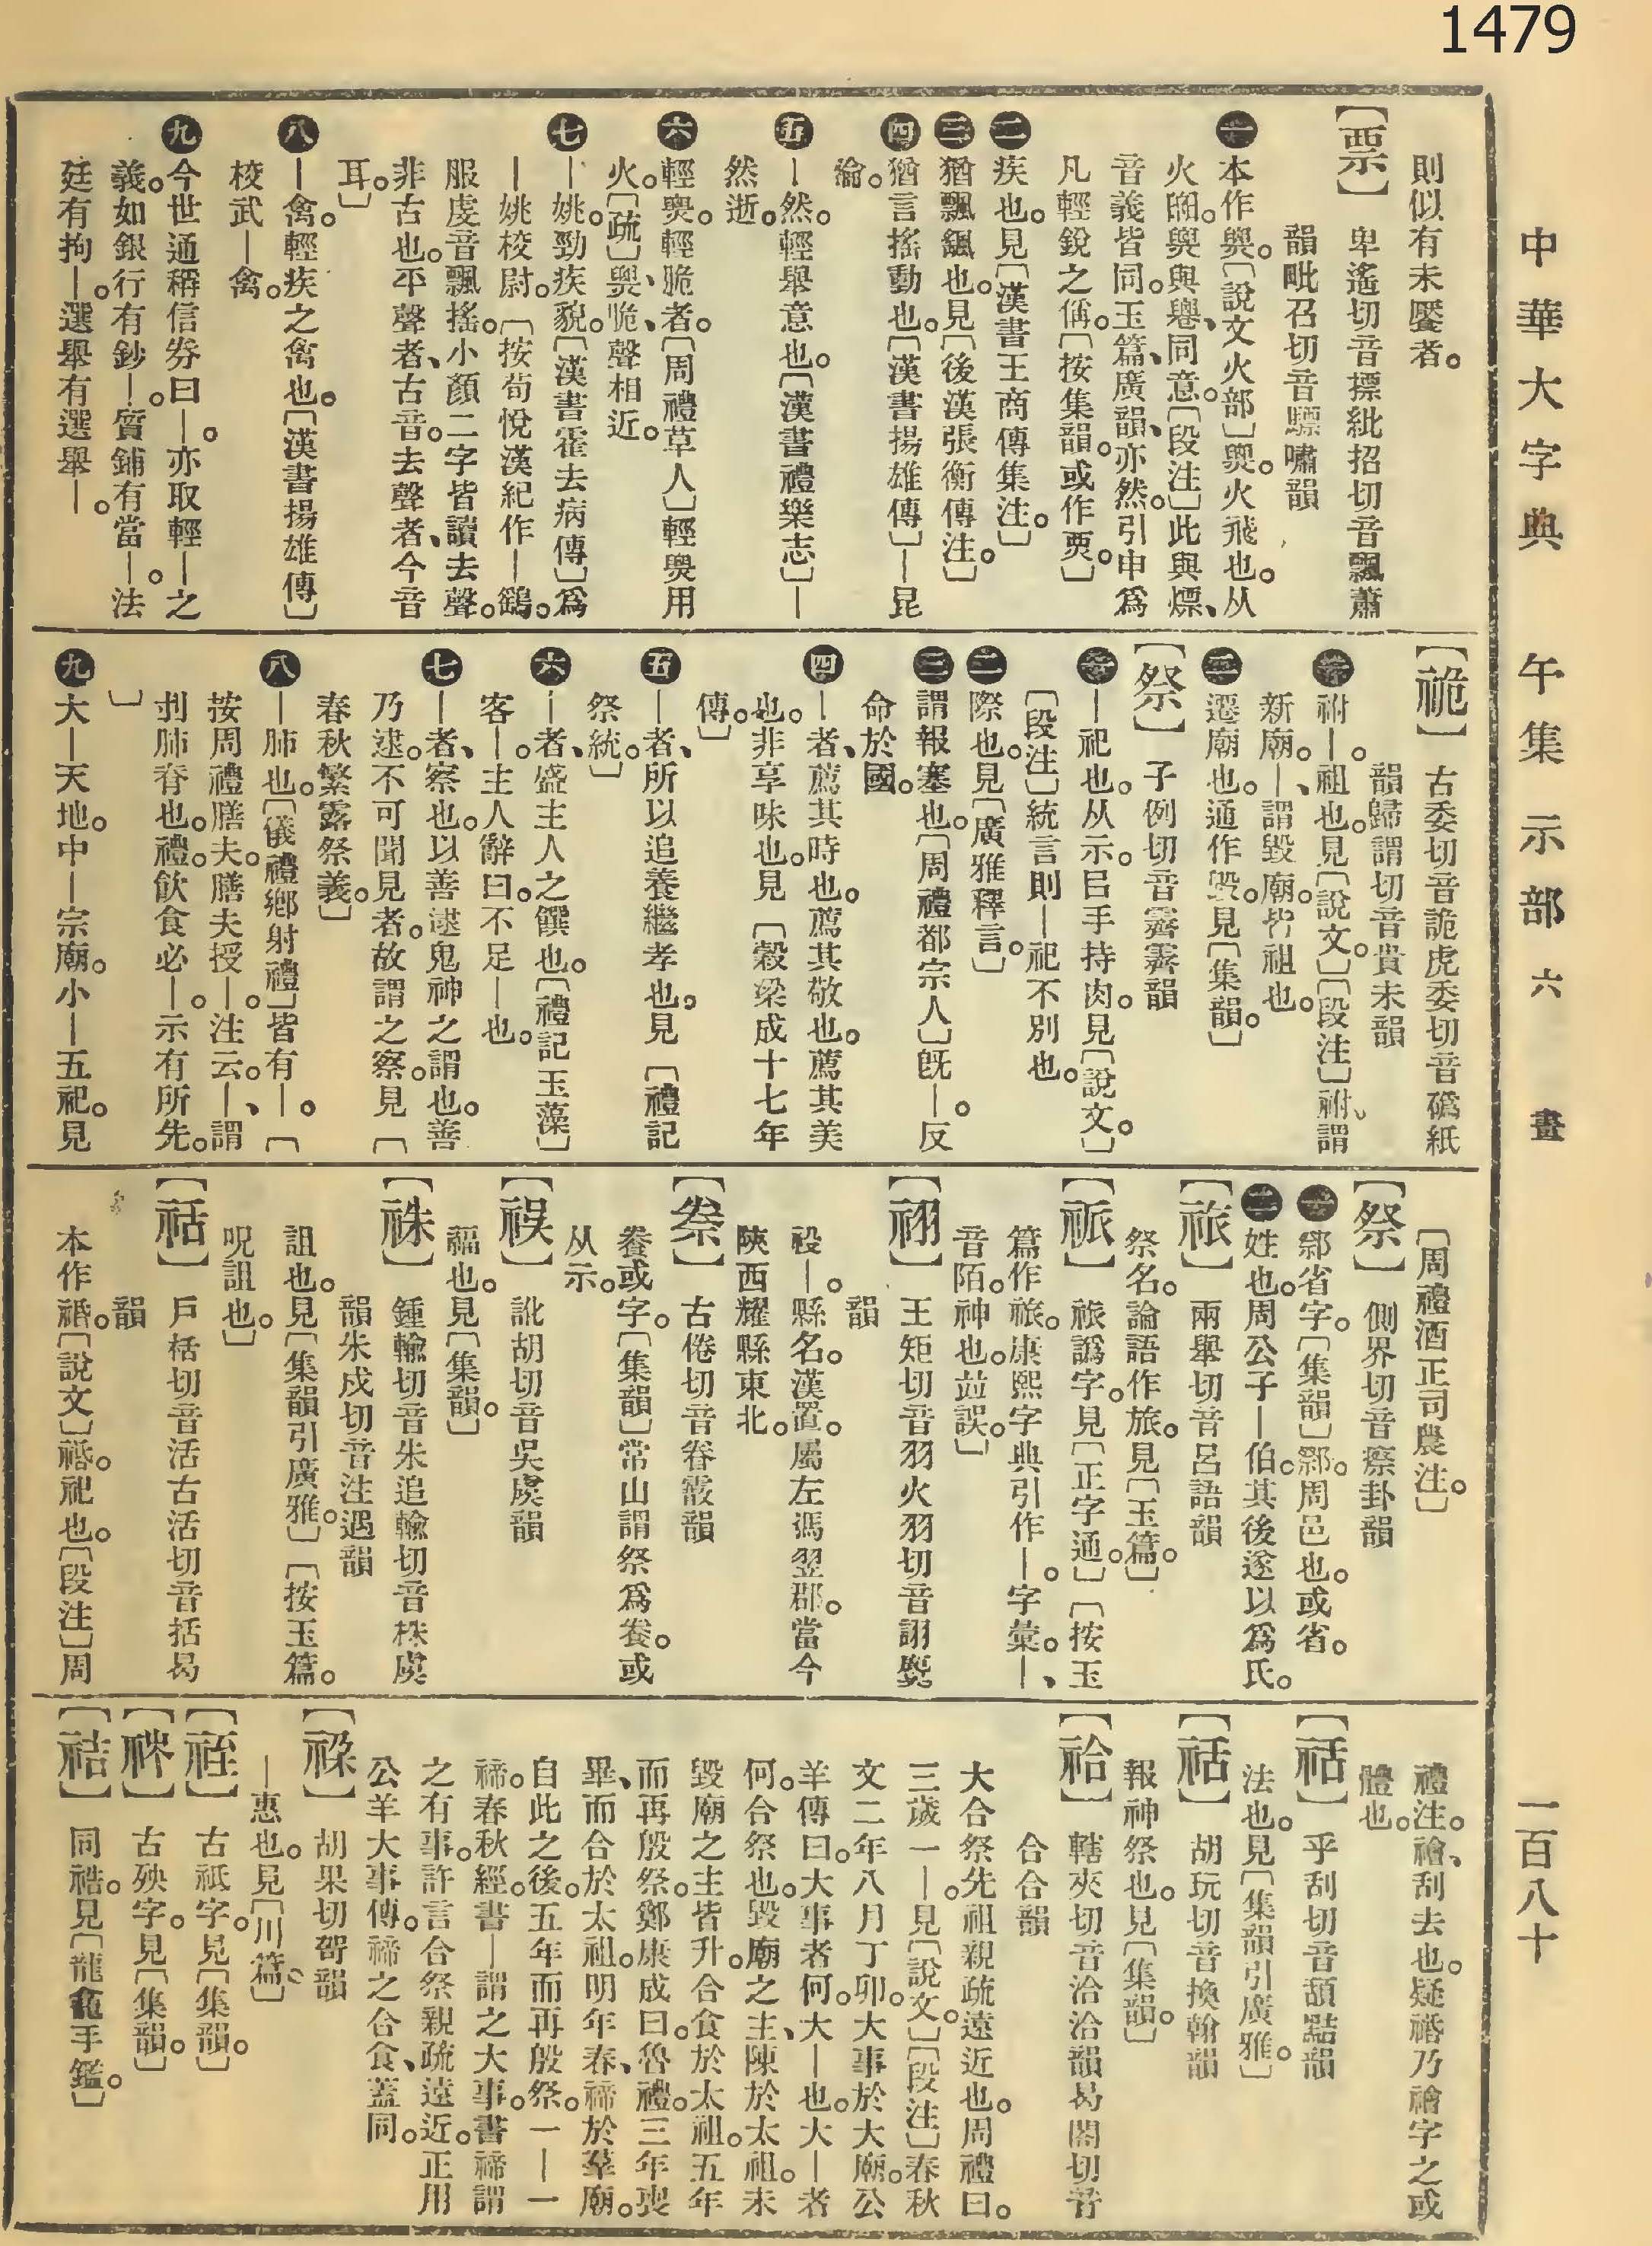 1479
中華大字典 午集 示部 六畫 一百八十
則似有未饜者。
【票】卑遙切音摽紕招切音飄蕭
韻毗召切音驃嘯韻
㊀本作㶾。〔說文火部〕㶾。火飛也。从
火𦥑。㶾與䙴、同意。〔段注〕此與熛、
音義皆同。玉篇、廣韻、亦然。引申爲
凡輕銳之偁。〔按集韻。或作覂。〕
㊁疾也。見〔漢書王商傳集注。〕
㊂猶飄颻也。見〔後漢張衡傳注。〕
㊃猶言搖動也。〔漢書揚雄傳〕―昆
㊄―然。輕舉意也。〔漢書禮樂志〕―
然逝。
㊅輕㶾。輕脆者。〔周禮草人〕輕㶾用
火。〔疏〕㶾、脆、聲相近。
㊆―姚。勁疾貌。〔漢書霍去病傳〕爲
―姚校尉。〔按荀悅漢紀作―鷂。
服虔音飄搖。小顏二字皆讀去聲。
非古也。平聲者、古音。去聲者、今音
耳。〕
㊇―禽。輕疾之禽也。〔漢書揚雄傳〕
校武―禽。
㊈今世通稱信券曰―。亦取輕―之
義。如銀行有鈔―。質鋪有當―。法
廷有拘―。選舉有選舉―。
【祪】古委切音詭虎委切音磈紙
韻歸謂切音貴未韻
㊀祔―。祖也。見〔說文。〕〔段注〕祔、謂
新廟。―、謂毀廟。皆祖也。
㊁遷廟也。通作毀。見〔集韻。〕
【祭】子例切音霽霽韻
㊀―祀也。从示。㠯手持肉。見〔說文。〕
〔段注〕統言則―祀不別也。
㊁際也。見〔廣雅釋言。〕
㊂謂報塞也。〔周禮都宗人〕旣―。反
命於國。
㊃―者、薦其時也。薦其敬也。薦其美
也。非享味也。見〔穀梁成十七年
傳。〕
㊄―者、所以追養繼孝也。見〔禮記
祭統。〕
㊅―者、盛主人之饌也。〔禮記玉藻〕
客―。主人辭曰。不足―也。
㊆―者、察也。以善逮鬼神之謂也。善
乃逮。不可聞見者。故謂之察。見〔
春秋繁露祭義。〕
㊇―肺也。〔儀禮鄉射禮〕皆有―。〔
按周禮膳夫。膳夫授―。注云。―、謂
刌肺脊也。禮。飲食必―。示有所先。
〕
㊈大―天地。中―宗廟。小―五祀。見
〔周禮酒正司農注。〕
【祭】側界切音瘵卦韻
㊀鄒省字。〔集韻〕鄒。周邑也。或省。
㊁姓也。周公子―伯。其後遂以爲氏。
【祣】兩舉切音呂語韻
祭名。論語作旅。見〔玉篇。〕
【祳】祣譌字。見〔正字通。〕〔按玉
篇作祣。康熙字典引作―。字彙。―、
音陌。神也。竝誤。〕
【祤】王矩切音羽火羽切音詡麌
韻
祋―。縣名。漢置。屬左馮翌郡。當今
陝西耀縣東北。
【𥙊】古倦切音眷霰韻
𥙊或字。〔集韻〕常山謂祭爲𥙊。或
从示。
【祦】訛胡切音吳虞韻
福也。見〔集韻。〕
【祩】鍾輸切音朱追輸切音株虞
韻朱戍切音注遇韻
詛也。見〔集韻引廣雅。〕〔按玉篇。
呪詛也。〕
【祰】戶栝切音活古活切音括曷
韻
本作𥛒。〔說文〕𥛒。祀也。〔段注〕周
禮注。襘、刮去也。疑𥛒乃襘字之或
體也。
【祮】乎刮切音頢黠韻
法也。見〔集韻引廣雅。〕
【祮】胡玩切音換翰韻
報神祭也。見〔集韻。〕
【祫】轄夾切音洽洽韻曷閤切音
合合韻
大合祭先祖親疏遠近也。周禮曰。
三歲一―。見〔說文。〕〔段注〕春秋
文二年八月丁卯。大事於大廟。公
羊傳曰。大事者何。大―也。大―者
何。合祭也。毀廟之主、陳於太祖。未
毀廟之主皆升。合食於太祖。五年
而再殷祭。鄭康成曰。魯禮。三年喪
畢、而合於太祖。明年春、禘於羣廟。
自此之後。五年而再殷祭。一―一
禘。春秋經。書―謂之大事。書禘謂
之有事。許言合祭親疏遠近。正用
公羊大事傳。禘之合食、蓋同。
【𥙐】胡果切哿韻
―惠也。見〔川篇。〕
【𥙈】古祇字。見〔集韻。〕
【𥙏】古殃字。見〔集韻。〕
【祮】同祰。見〔龍龕手鑑。〕